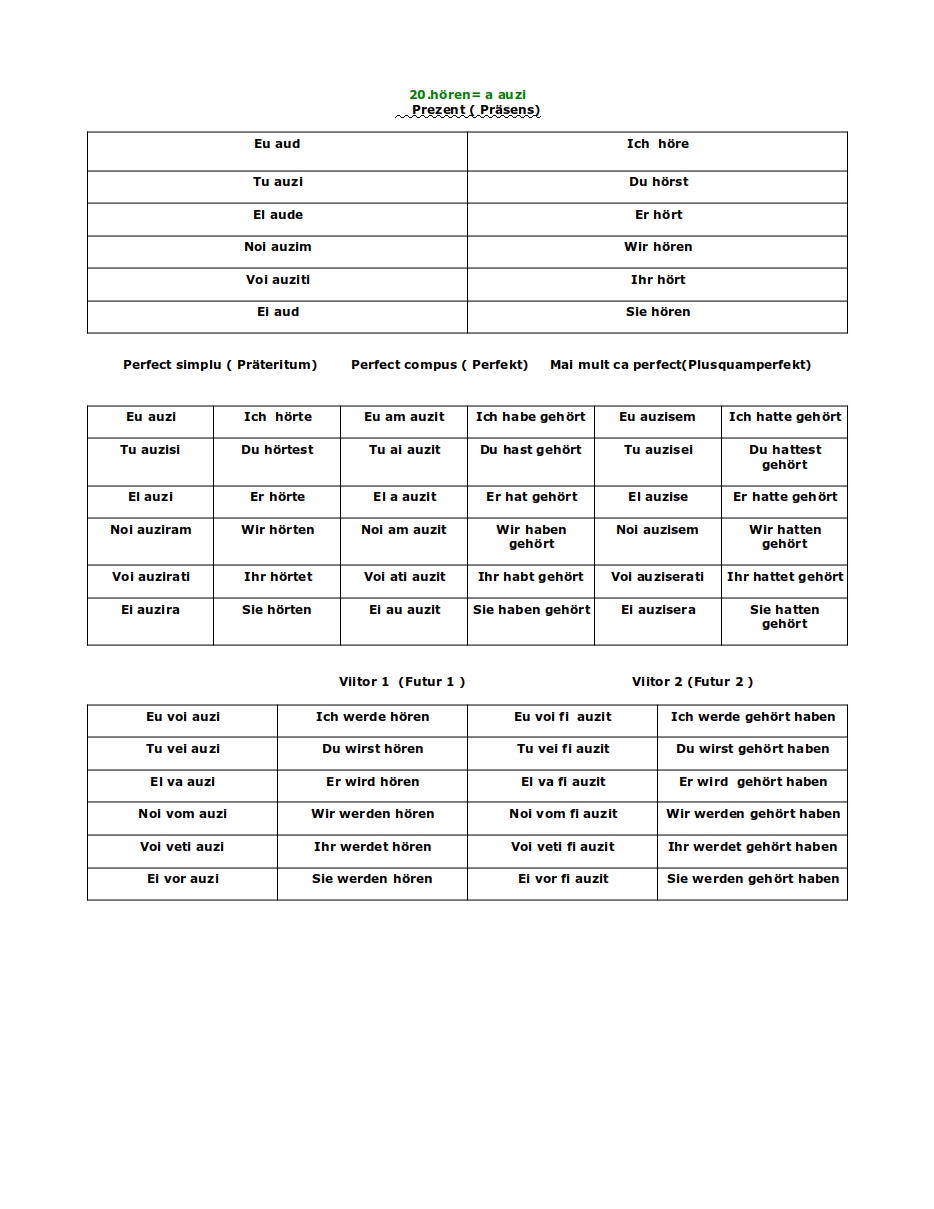 20.hören= a auzi
Prezent ( Präsens)
Eu aud Ich höre
Tu auzi Du hörst
El aude Er hört
Noi auzim Wir hören
Voi auziti Ihr hört
Ei aud Sie hören
Perfect simplu ( Präteritum) Perfect compus ( Perfekt) Mai mult ca perfect(Plusquamperfekt)
Eu auzi Ich hörte Eu am auzit Ich habe gehört Eu auzisem Ich hatte gehört
Tu auzisi Du hörtest Tu ai auzit Du hast gehört Tu auzisei Du hattest
gehört
El auzi Er hörte El a auzit Er hat gehört El auzise Er hatte gehört
Noi auziram Wir hörten Noi am auzit Wir haben
gehört
Noi auzisem Wir hatten
gehört
Voi auzirati Ihr hörtet Voi ati auzit Ihr habt gehört Voi auziserati Ihr hattet gehört
Ei auzira Sie hörten Ei au auzit Sie haben gehört Ei auzisera Sie hatten
gehört
Viitor 1 (Futur 1 ) Viitor 2 (Futur 2 )
Eu voi auzi Ich werde hören Eu voi fi auzit Ich werde gehört haben
Tu vei auzi Du wirst hören Tu vei fi auzit Du wirst gehört haben
El va auzi Er wird hören El va fi auzit Er wird gehört haben
Noi vom auzi Wir werden hören Noi vom fi auzit Wir werden gehört haben
Voi veti auzi Ihr werdet hören Voi veti fi auzit Ihr werdet gehört haben
Ei vor auzi Sie werden hören Ei vor fi auzit Sie werden gehört haben